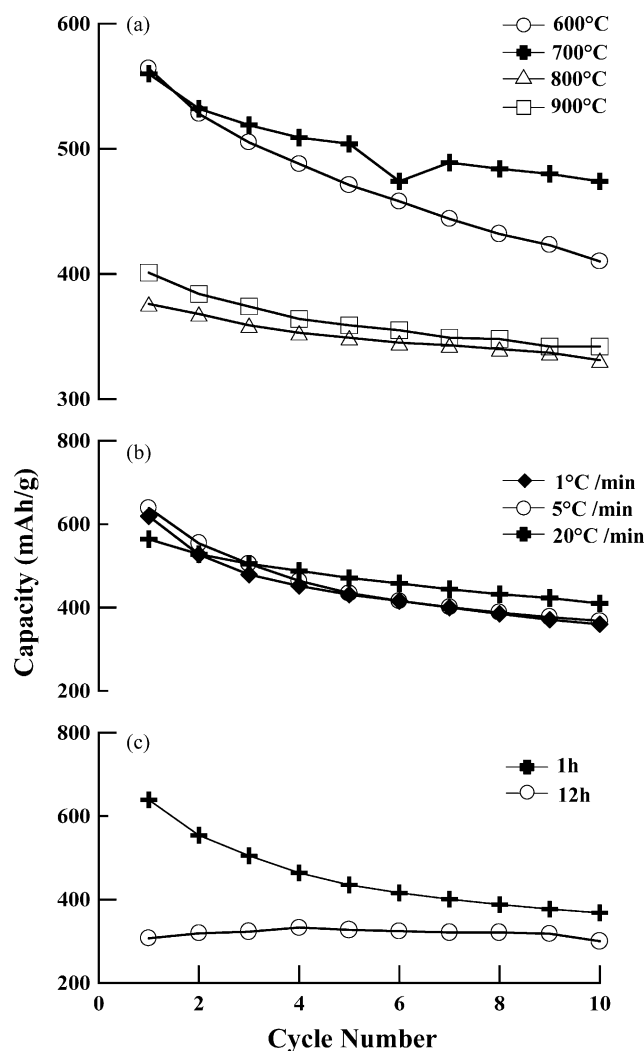 (a)
600°C
700°C
800°C
900°C
600
500
400
300
(b)
1°C /min
5°C /min
20°C /min
800
600
400
200
Capacity (mAh/g)
(c)
1h
12h
800
600
400
200
0 2 4 6 8 10
Cycle Number